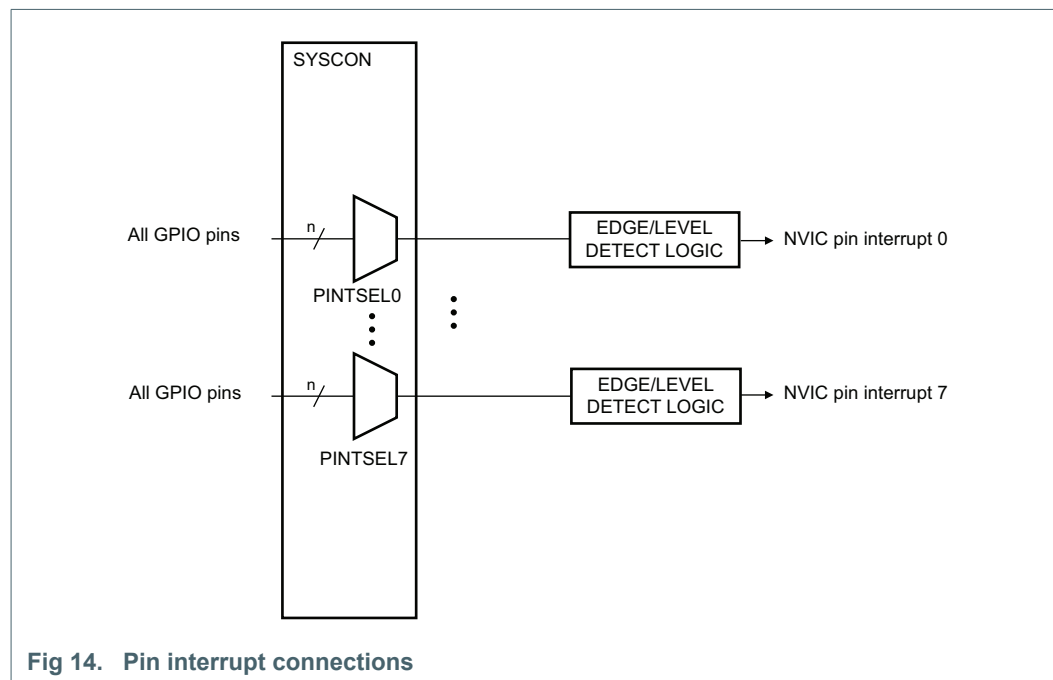 SYSCON
All GPIO pins
n
EDGE/LEVEL
DETECT LOGIC
NVIC pin interrupt 0
PINTSEL0
All GPIO pins
n
EDGE/LEVEL
DETECT LOGIC
NVIC pin interrupt 7
PINTSEL7
Fig 14. Pin interrupt connections